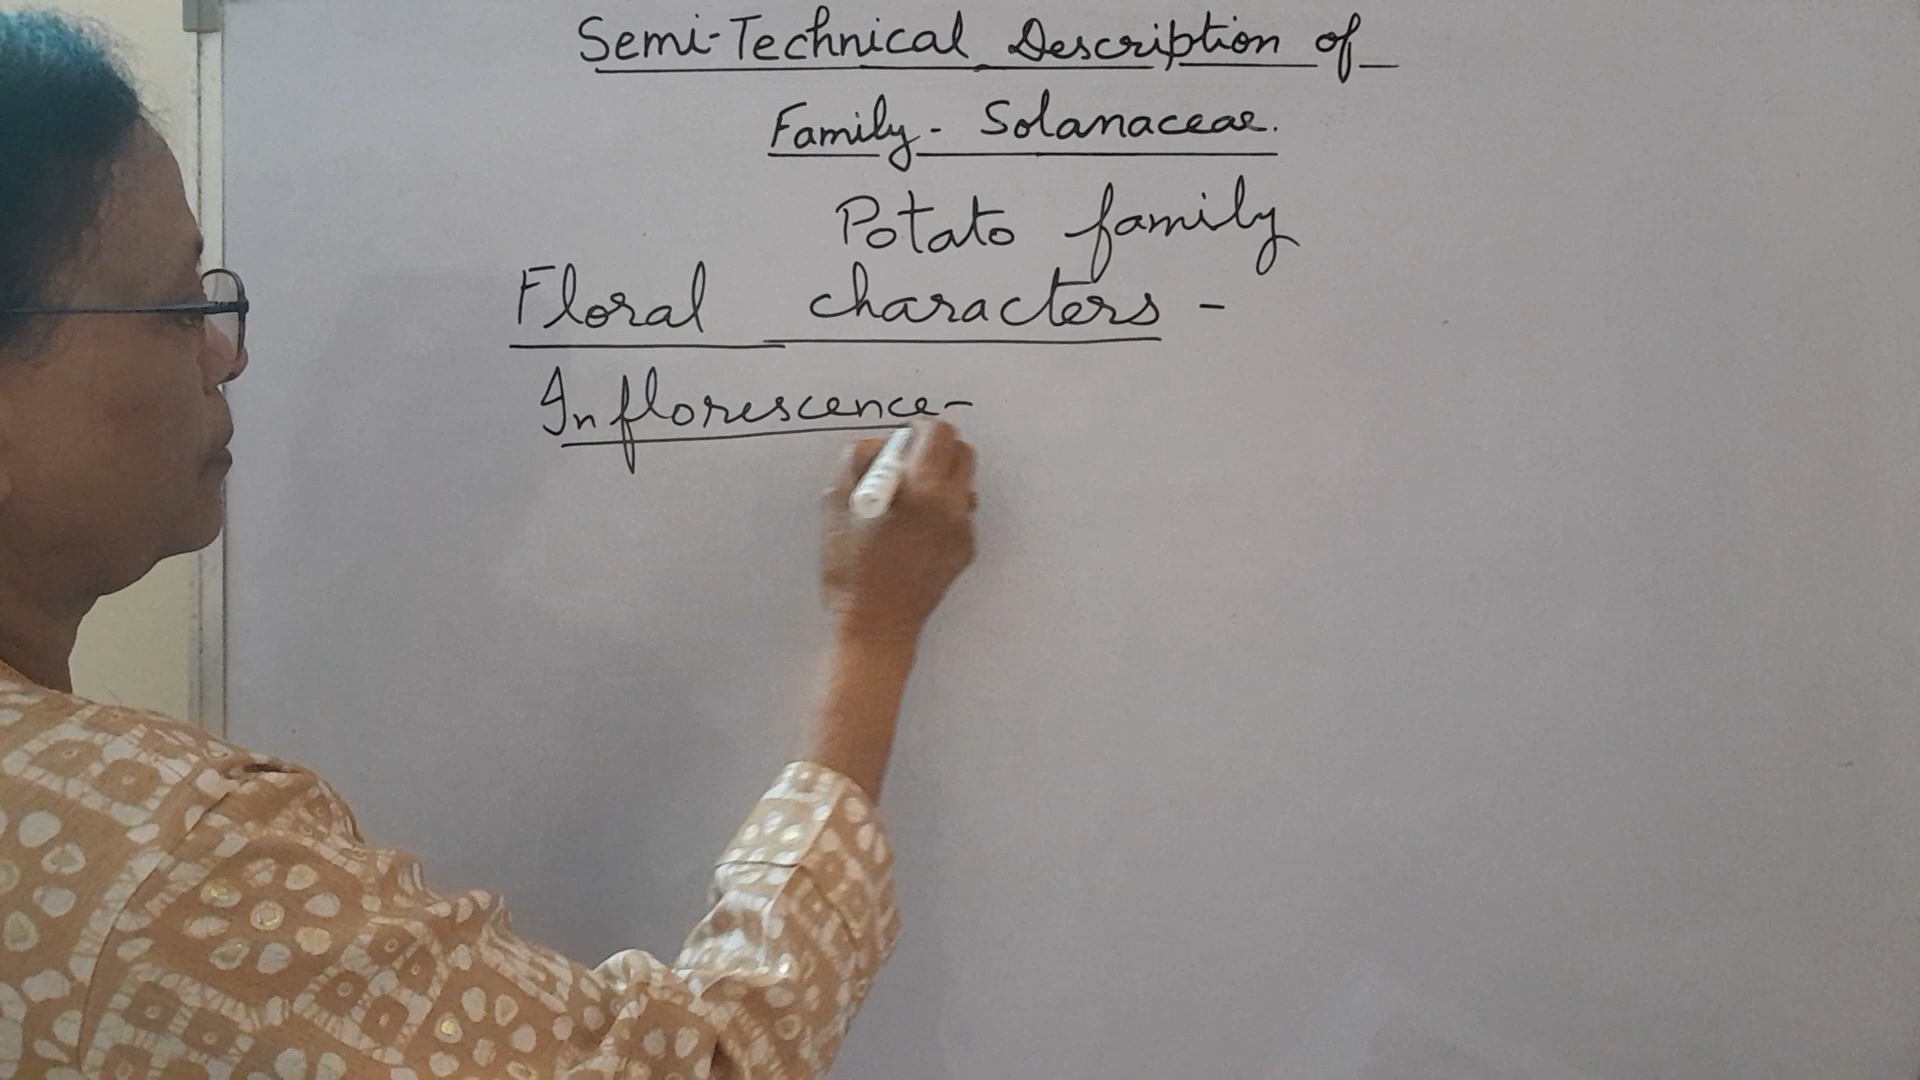 Semi-Technical Description of
Family - Solanaceae.
Potato family
Floral characters -
Inflorescence -